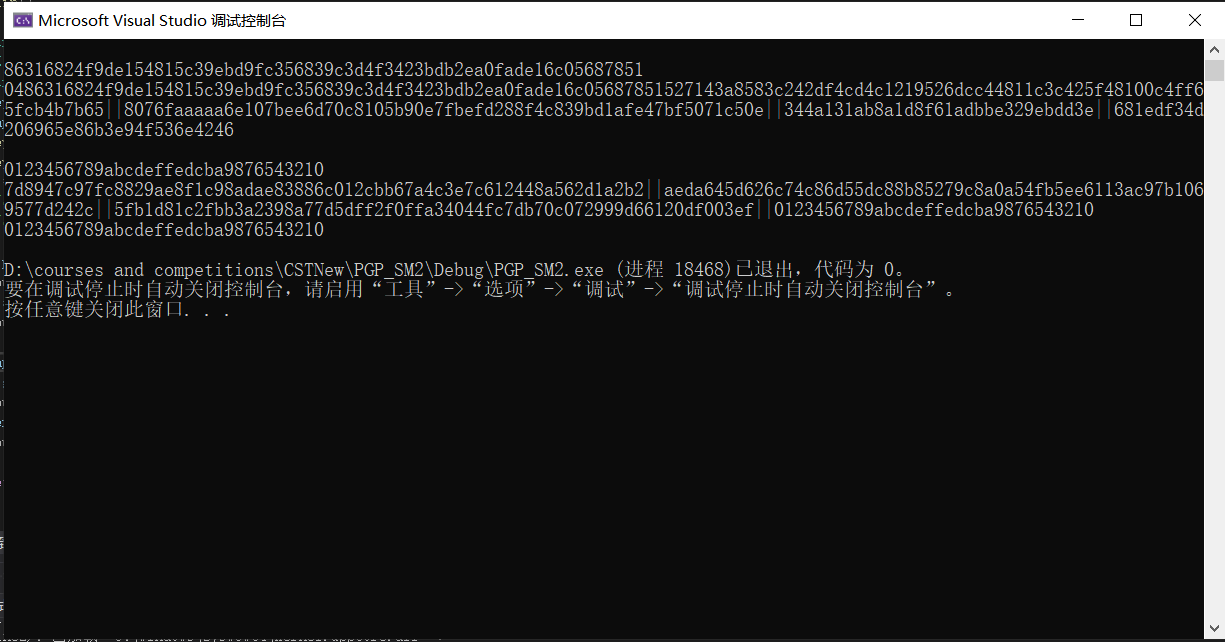 Microsoft Visual Studio 调试控制台
86316824f9de154815c39ebd9fc356839c3d4f3423bdb2ea0fade16c05687851
0486316824f9de154815c39ebd9fc356839c3d4f3423bdb2ea0fade16c05687851527143a8583c242df4cd4c1219526dcc44811c3c425f48100c4ff6
5fcb4b7b65||8076faaaaa6e107bee6d70c8105b90e7fbefd288f4c839bd1afe47bf5071c50e||344a131ab8a1d8f61adbbe329ebdd3e||681edf34d
206965e86b3e94f536e4246
0123456789abcdeffedcba9876543210
7d8947c97fc8829ae8f1c98adae83886c012cbb67a4c3e7c612448a562d1a2b2||aeda645d626c74c86d55dc88b85279c8a0a54fb5ee6113ac97b106
9577d242c||5fb1d81c2fbb3a2398a77d5dff2f0ffa34044fc7db70c072999d66120df003ef||0123456789abcdeffedcba9876543210
0123456789abcdeffedcba9876543210
D:\courses and competitions\CSTNew\PGP_SM2\Debug\PGP_SM2.exe (进程 18468)已退出，代码为 0。
要在调试停止时自动关闭控制台，请启用“工具”->“选项”->“调试”->“调试停止时自动关闭控制台”。
按任意键关闭此窗口. . .